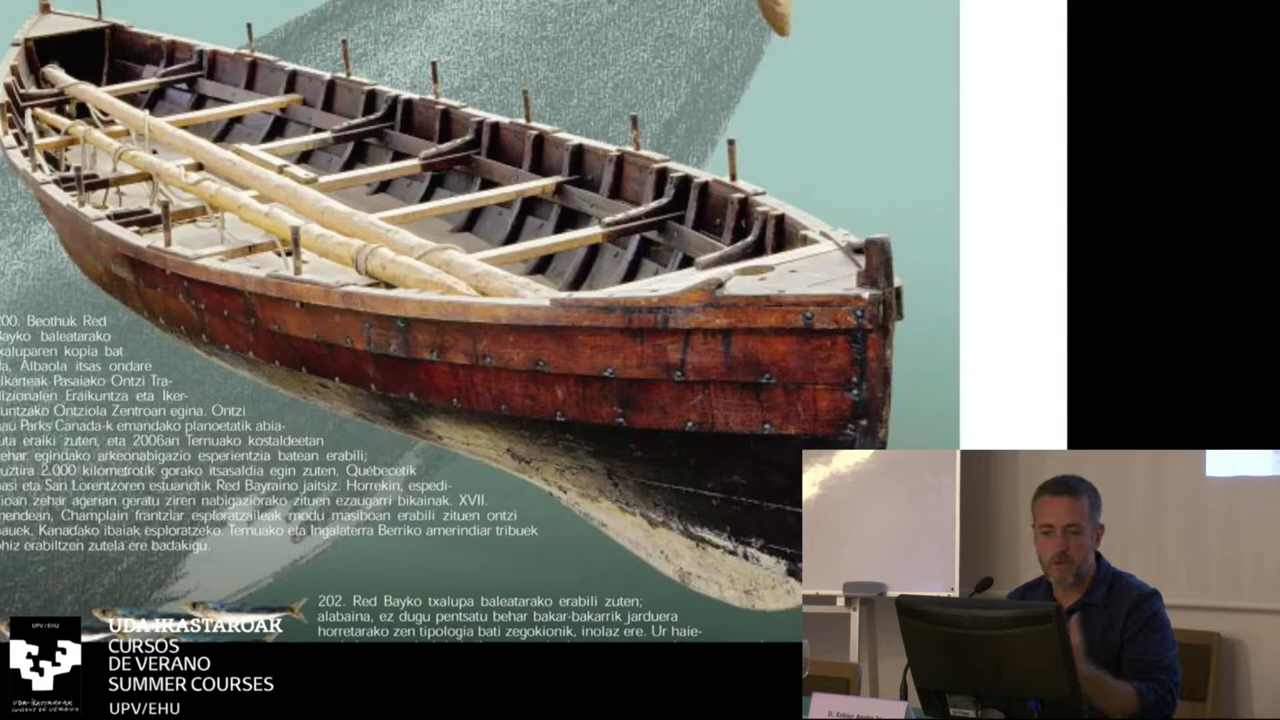 200. Beothuk Red
Bayko baleatarako
txaluparen kopia bat
da, Albaola itsas ondare
elkarteak Pasaiako Ontzi Tra-
dizionalen Eraikuntza eta Iker-
kuntzako Ontziola Zentroan egina. Ontzi
hau Parks Canada-k emandako planoetatik abia-
tuta eraiki zuten, eta 2006an Ternuako kostaldeetan
zehar egindako arkeonabigazio esperientzia batean erabili;
guztira 2.000 kilometrotik gorako itsasaldia egin zuten, Québecetik
hasi eta San Lorentzoren estuariotik Red Bayraino jaitsiz. Horrekin, espedi-
zioan zehar agerian geratu ziren nabigaziorako zituen ezaugarri bikainak. XVII.
mendean, Champlain frantziar esploratzaileak modu masiboan erabili zituen ontzi
hauek, Kanadako ibaiak esploratzeko. Ternuako eta Ingalaterra Berriko amerindiar tribuek
ohiz erabiltzen zutela ere badakigu.
202. Red Bayko txalupa baleatarako erabili zuten;
alabaina, ez dugu pentsatu behar bakar-bakarrik jarduera
horretarako zen tipologia bati zegokionik, inolaz ere. Ur haie-
UPV/EHU
UDA IKASTAROAK
CURSOS
DE VERANO
SUMMER COURSES
UPV/EHU
UDA IKASTAROAK
CURSOS DE VERANO